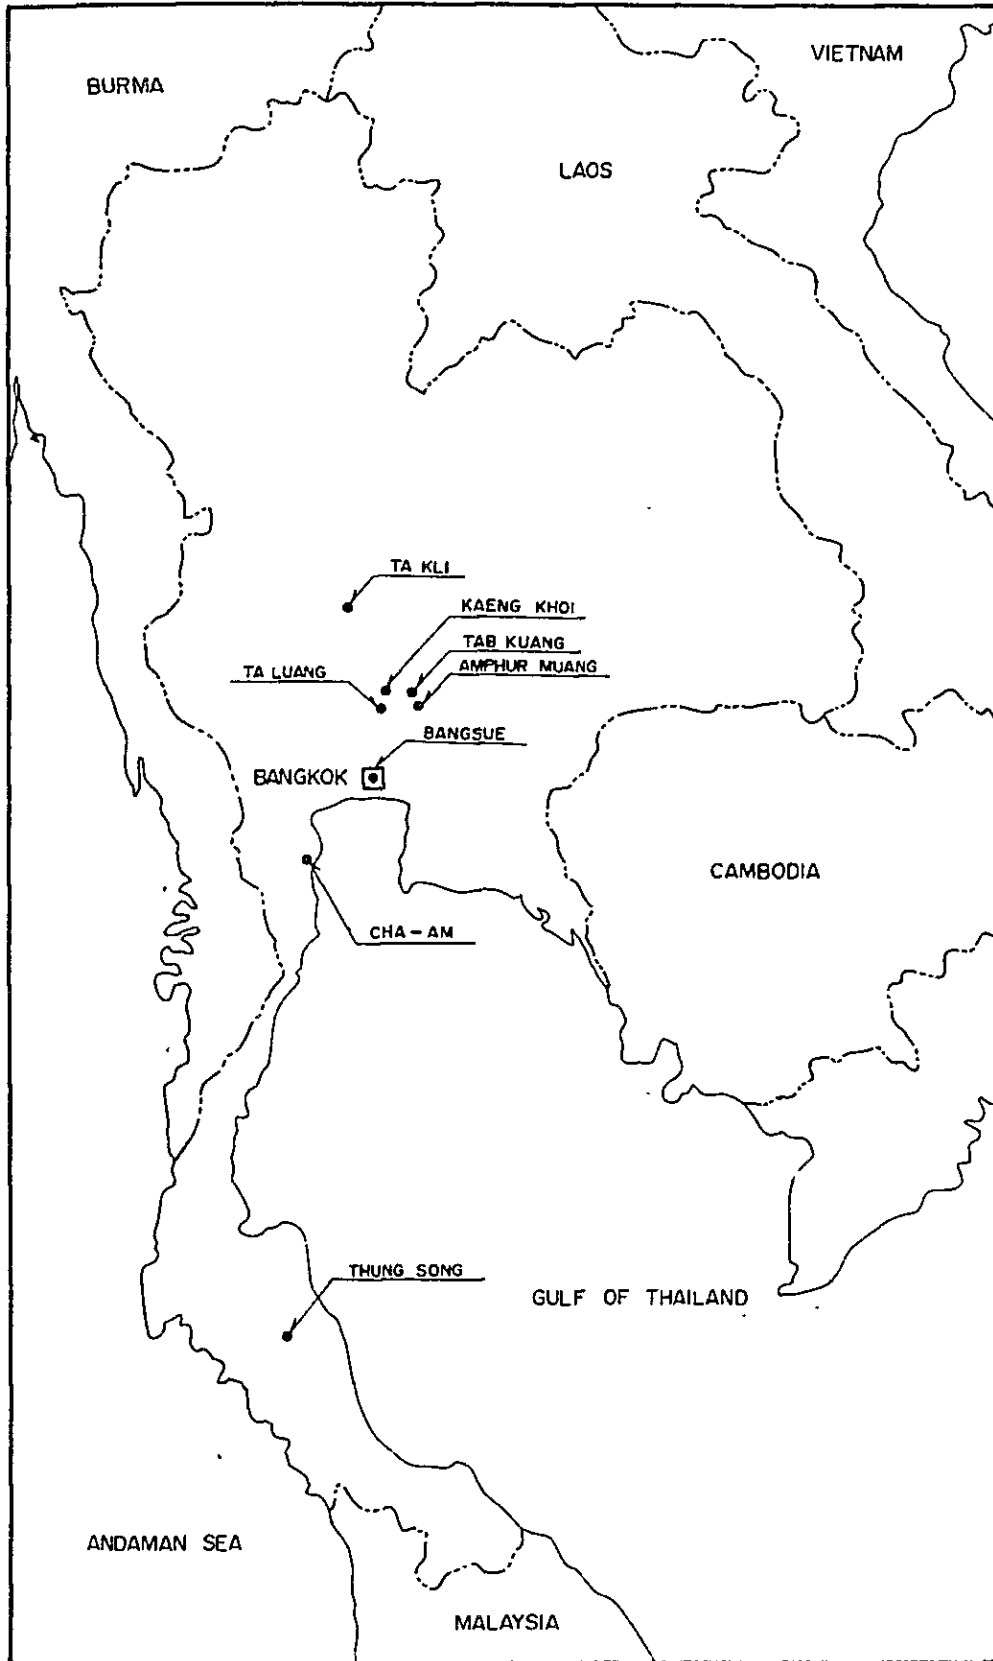 VIETNAM
BURMA
LAOS
TA KLI
KAENG KHOI
TAB KUANG
TA LUANG
AMPHUR MUANG
BANGSUE
BANGKOK
CAMBODIA
CHA-AM
THUNG SONG
GULF OF THAILAND
ANDAMAN SEA
MALAYSIA